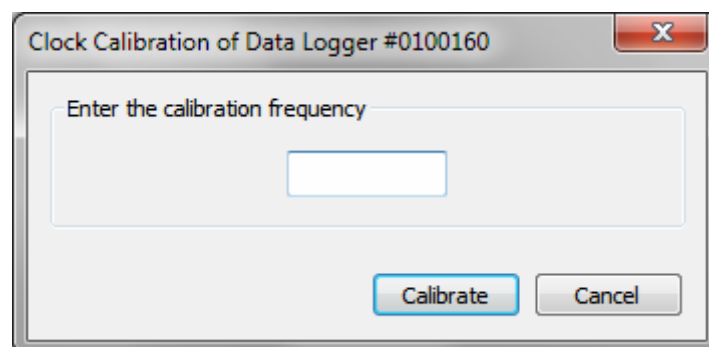 Clock Calibration of Data Logger #0100160
Enter the calibration frequency
Calibrate Cancel